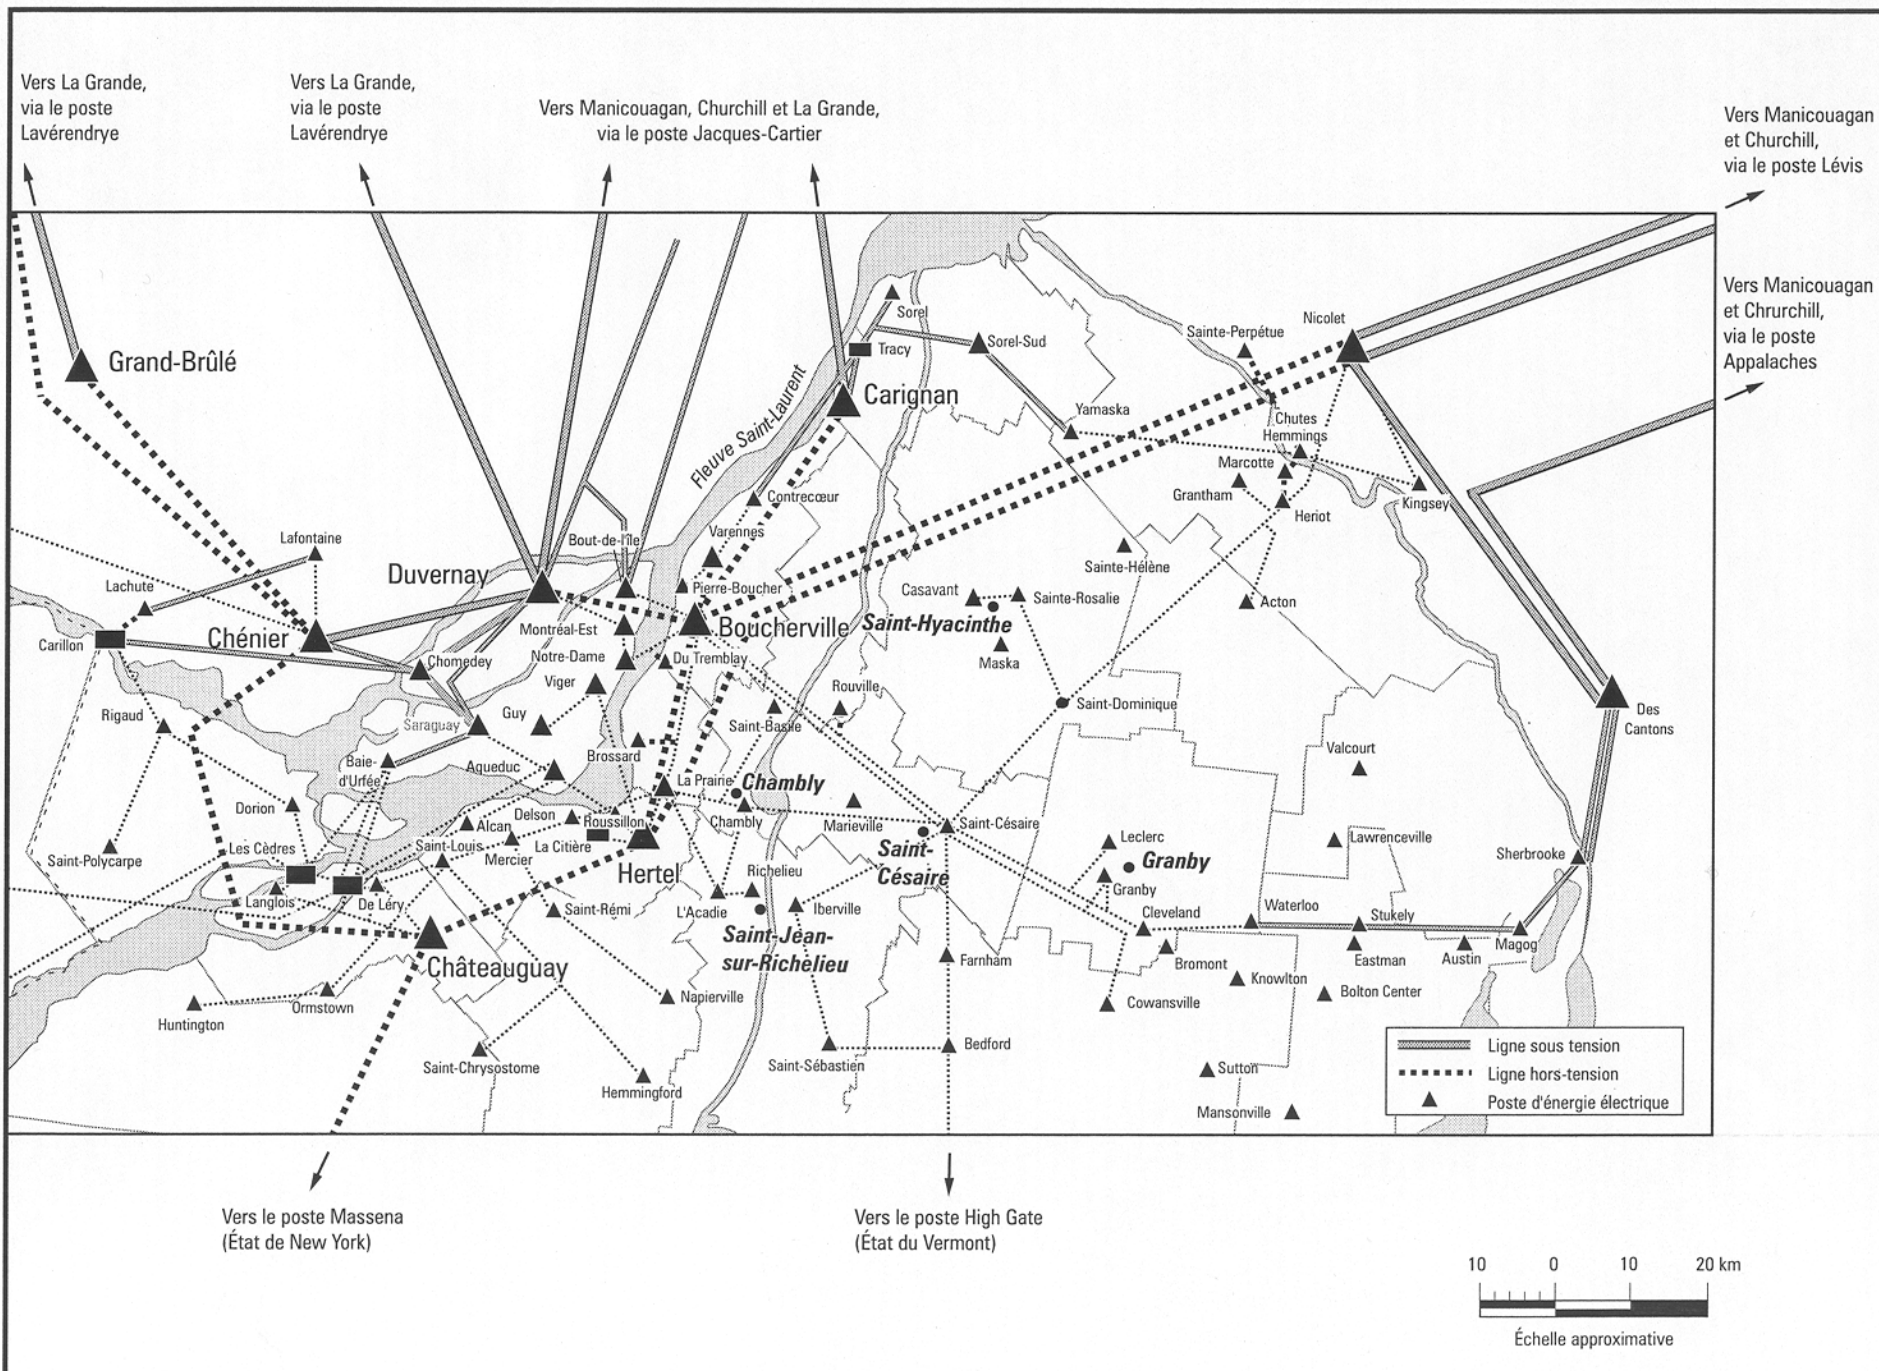 Vers La Grande,
via le poste
Lavérendrye
Vers La Grande,
via le poste
Lavérendrye
Vers Manicouagan, Churchill et La Grande,
via le poste Jacques-Cartier
Vers Manicouagan
et Churchill,
via le poste Lévis
Vers Manicouagan
et Chrurchill,
via le poste
Appalaches
Grand-Brûlé
Sorel
Tracy
Sorel-Sud
Carignan
Fleuve Saint-Laurent
Yamaska
Sainte-Perpétue
Nicolet
Chutes
Hemmings
Marcotte
Grantham
Heriot
Kingsey
Contrecœur
Varennes
Bout-de-l'île
Lafontaine
Lachute
Duvernay
Pierre-Boucher
Sainte-Hélène
Casavant
Sainte-Rosalie
Acton
Carillon
Chénier
Montréal-Est
Boucherville
Saint-Hyacinthe
Chomedey
Notre-Dame
Du Tremblay
Maska
Viger
Rouville
Rigaud
Saraguay
Guy
Saint-Basile
Saint-Dominique
Des
Cantons
Valcourt
Baie-
d'Urfée
Aqueduc
Brossard
La Prairie
Chambly
Dorion
Alcan
Delson
Roussillon
Chambly
Marieville
Saint-Césaire
Leclerc
Lawrenceville
Sherbrooke
Saint-Polycarpe
Les Cèdres
Saint-Louis
Mercier
La Citière
Hertel
Saint-
Césaire
Granby
Granby
Langlois
De Léry
Richelieu
Saint-Rémi
L'Acadie
Iberville
Cleveland
Waterloo
Stukely
Magog
Saint-Jean-
sur-Richelieu
Châteauguay
Farnham
Bromont
Eastman
Austin
Knowlton
Bolton Center
Huntington
Ormstown
Napierville
Cowansville
Saint-Chrysostome
Hemmingford
Saint-Sébastien
Bedford
Sutton
Mansonville
Ligne sous tension
Ligne hors-tension
Poste d'énergie électrique
Vers le poste Massena
(État de New York)
Vers le poste High Gate
(État du Vermont)
10 0 10 20 km
Échelle approximative